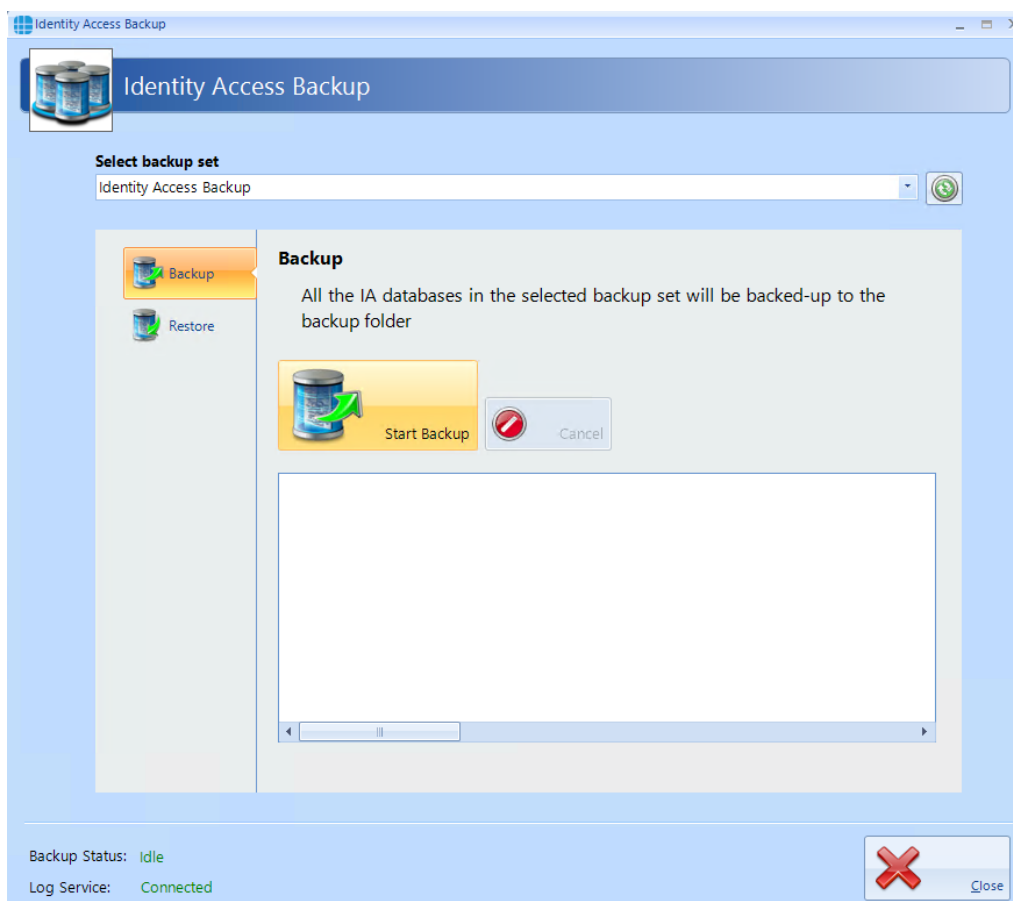 Identity Access Backup
Identity Access Backup
Select backup set
Identity Access Backup
Backup
Restore
Backup
All the IA databases in the selected backup set will be backed-up to the
backup folder
Start Backup
Cancel
Backup Status: Idle
Log Service: Connected
Close